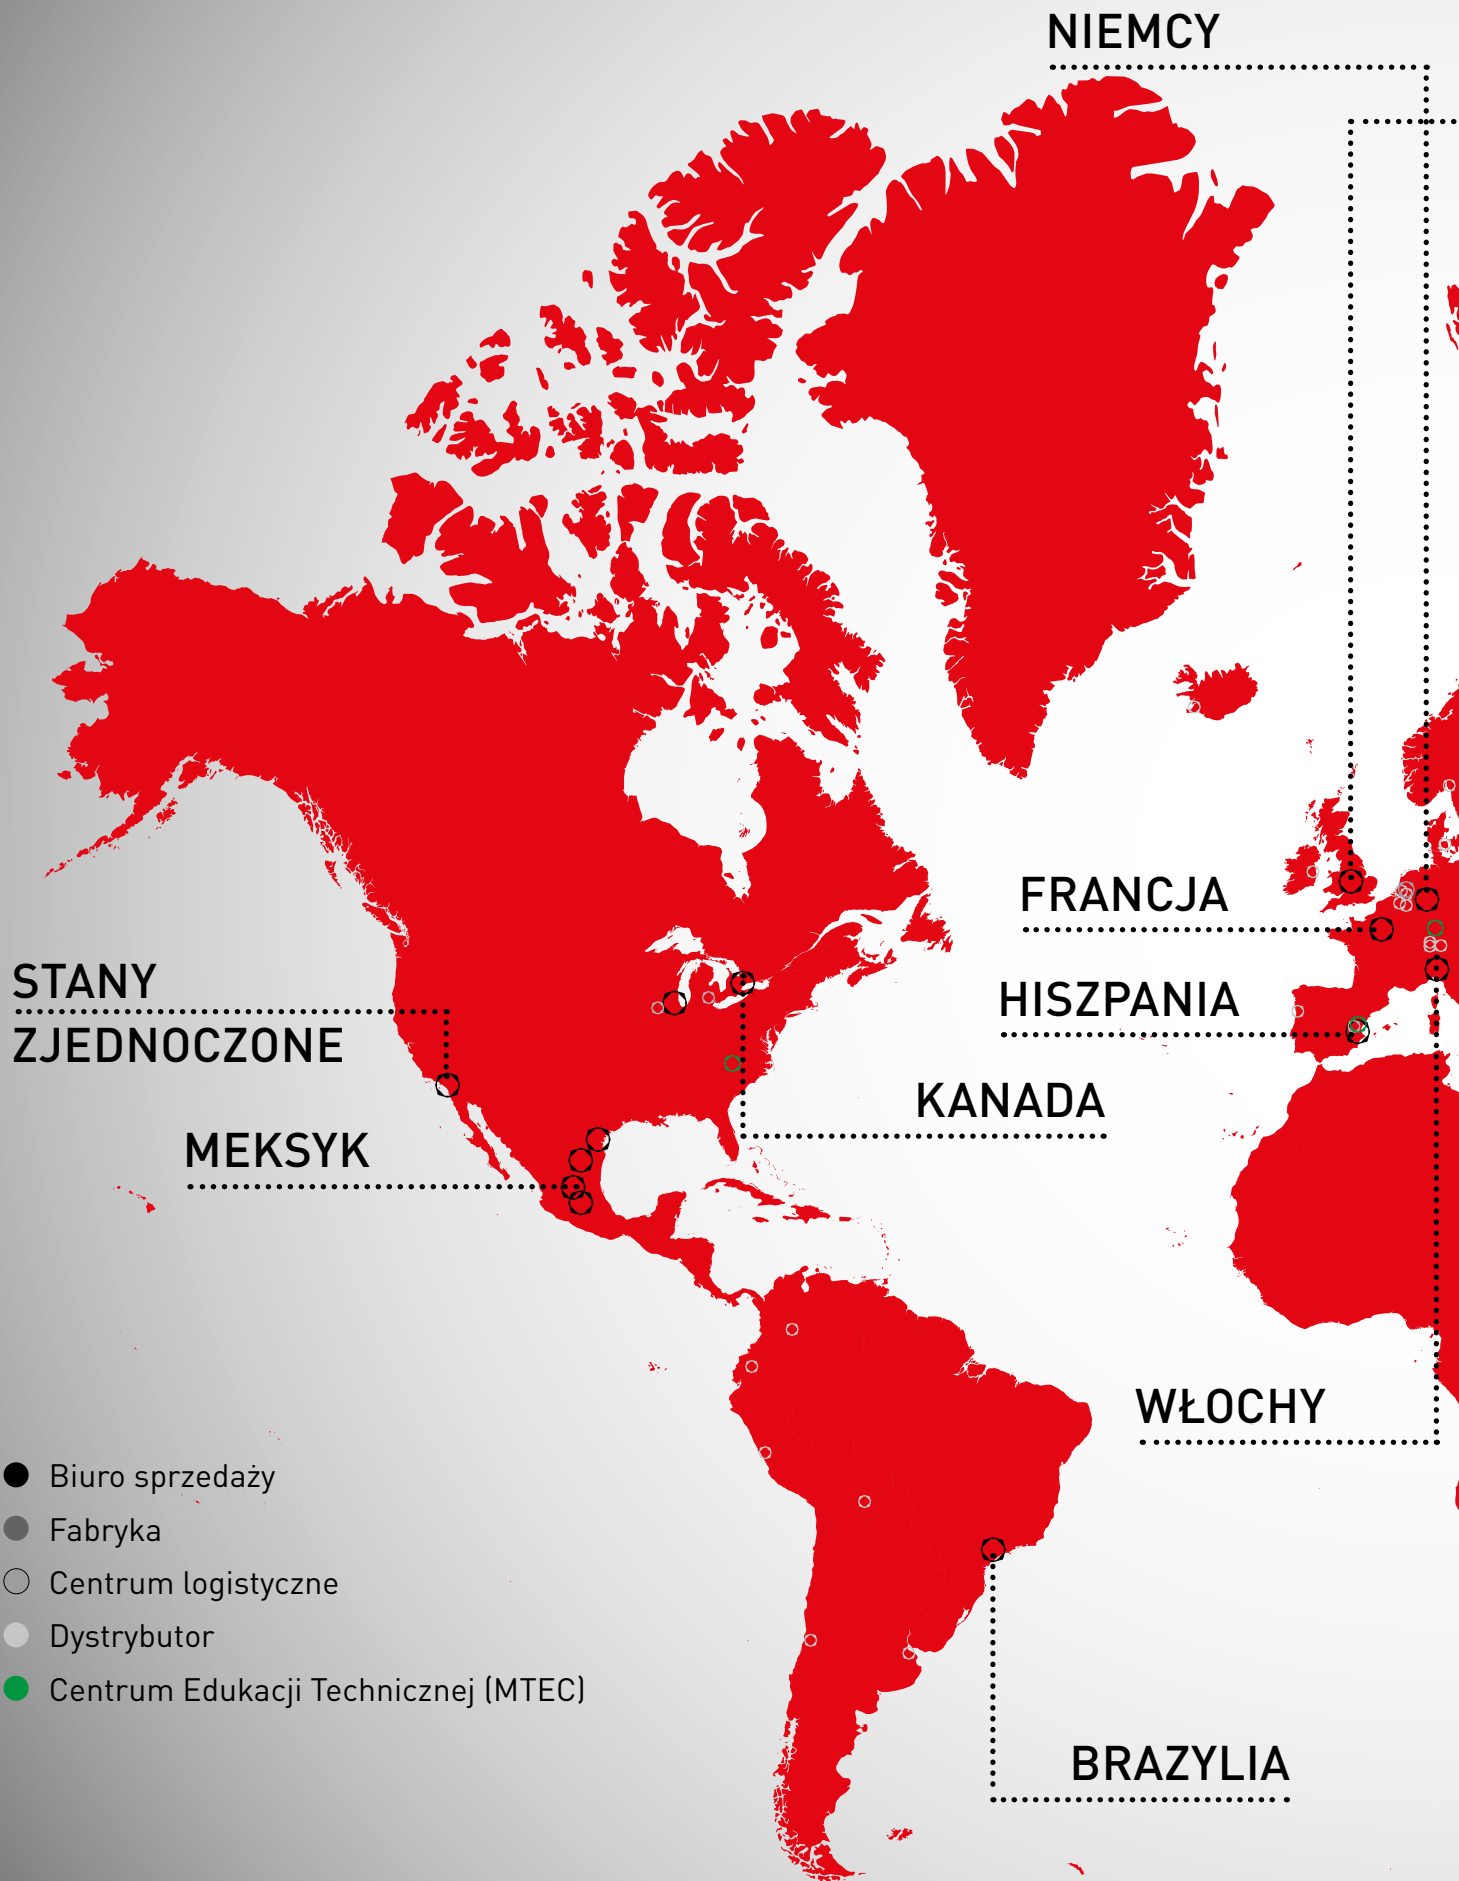 NIEMCY
FRANCJA
STANY
ZJEDNOCZONE
HISZPANIA
KANADA
MEKSYK
WŁOCHY
Biuro sprzedaży
Fabryka
Centrum logistyczne
Dystrybutor
Centrum Edukacji Technicznej (MTEC)
BRAZYLIA